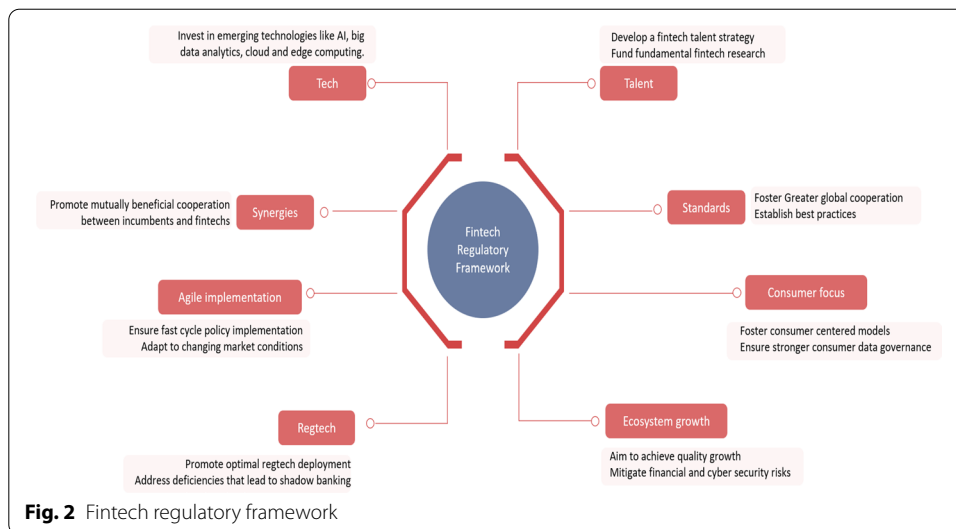 Invest in emerging technologies like AI, big
data analytics, cloud and edge computing.
Tech
Develop a fintech talent strategy
Fund fundamental fintech research
Talent
Promote mutually beneficial cooperation
between incumbents and fintechs
Synergies
Standards
Foster Greater global cooperation
Establish best practices
Fintech
Regulatory
Framework
Agile implementation
Ensure fast cycle policy implementation
Adapt to changing market conditions
Consumer focus
Foster consumer centered models
Ensure stronger consumer data governance
Regtech
Promote optimal regtech deployment
Address deficiencies that lead to shadow banking
Ecosystem growth
Aim to achieve quality growth
Mitigate financial and cyber security risks
Fig. 2 Fintech regulatory framework